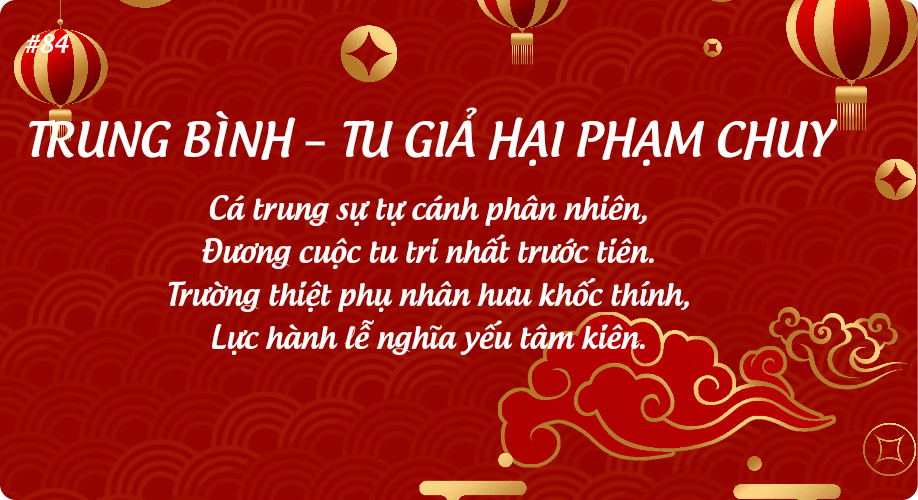 #84
TRUNG BÌNH – TU GIẢ HẠI PHẠM CHUY
Cá trung sự tự cánh phân nhiên,
Đương cuộc tu tri nhất trước tiên.
Trường thiệt phụ nhân hưu khốc thính,
Lực hành lễ nghĩa yếu tâm kiên.